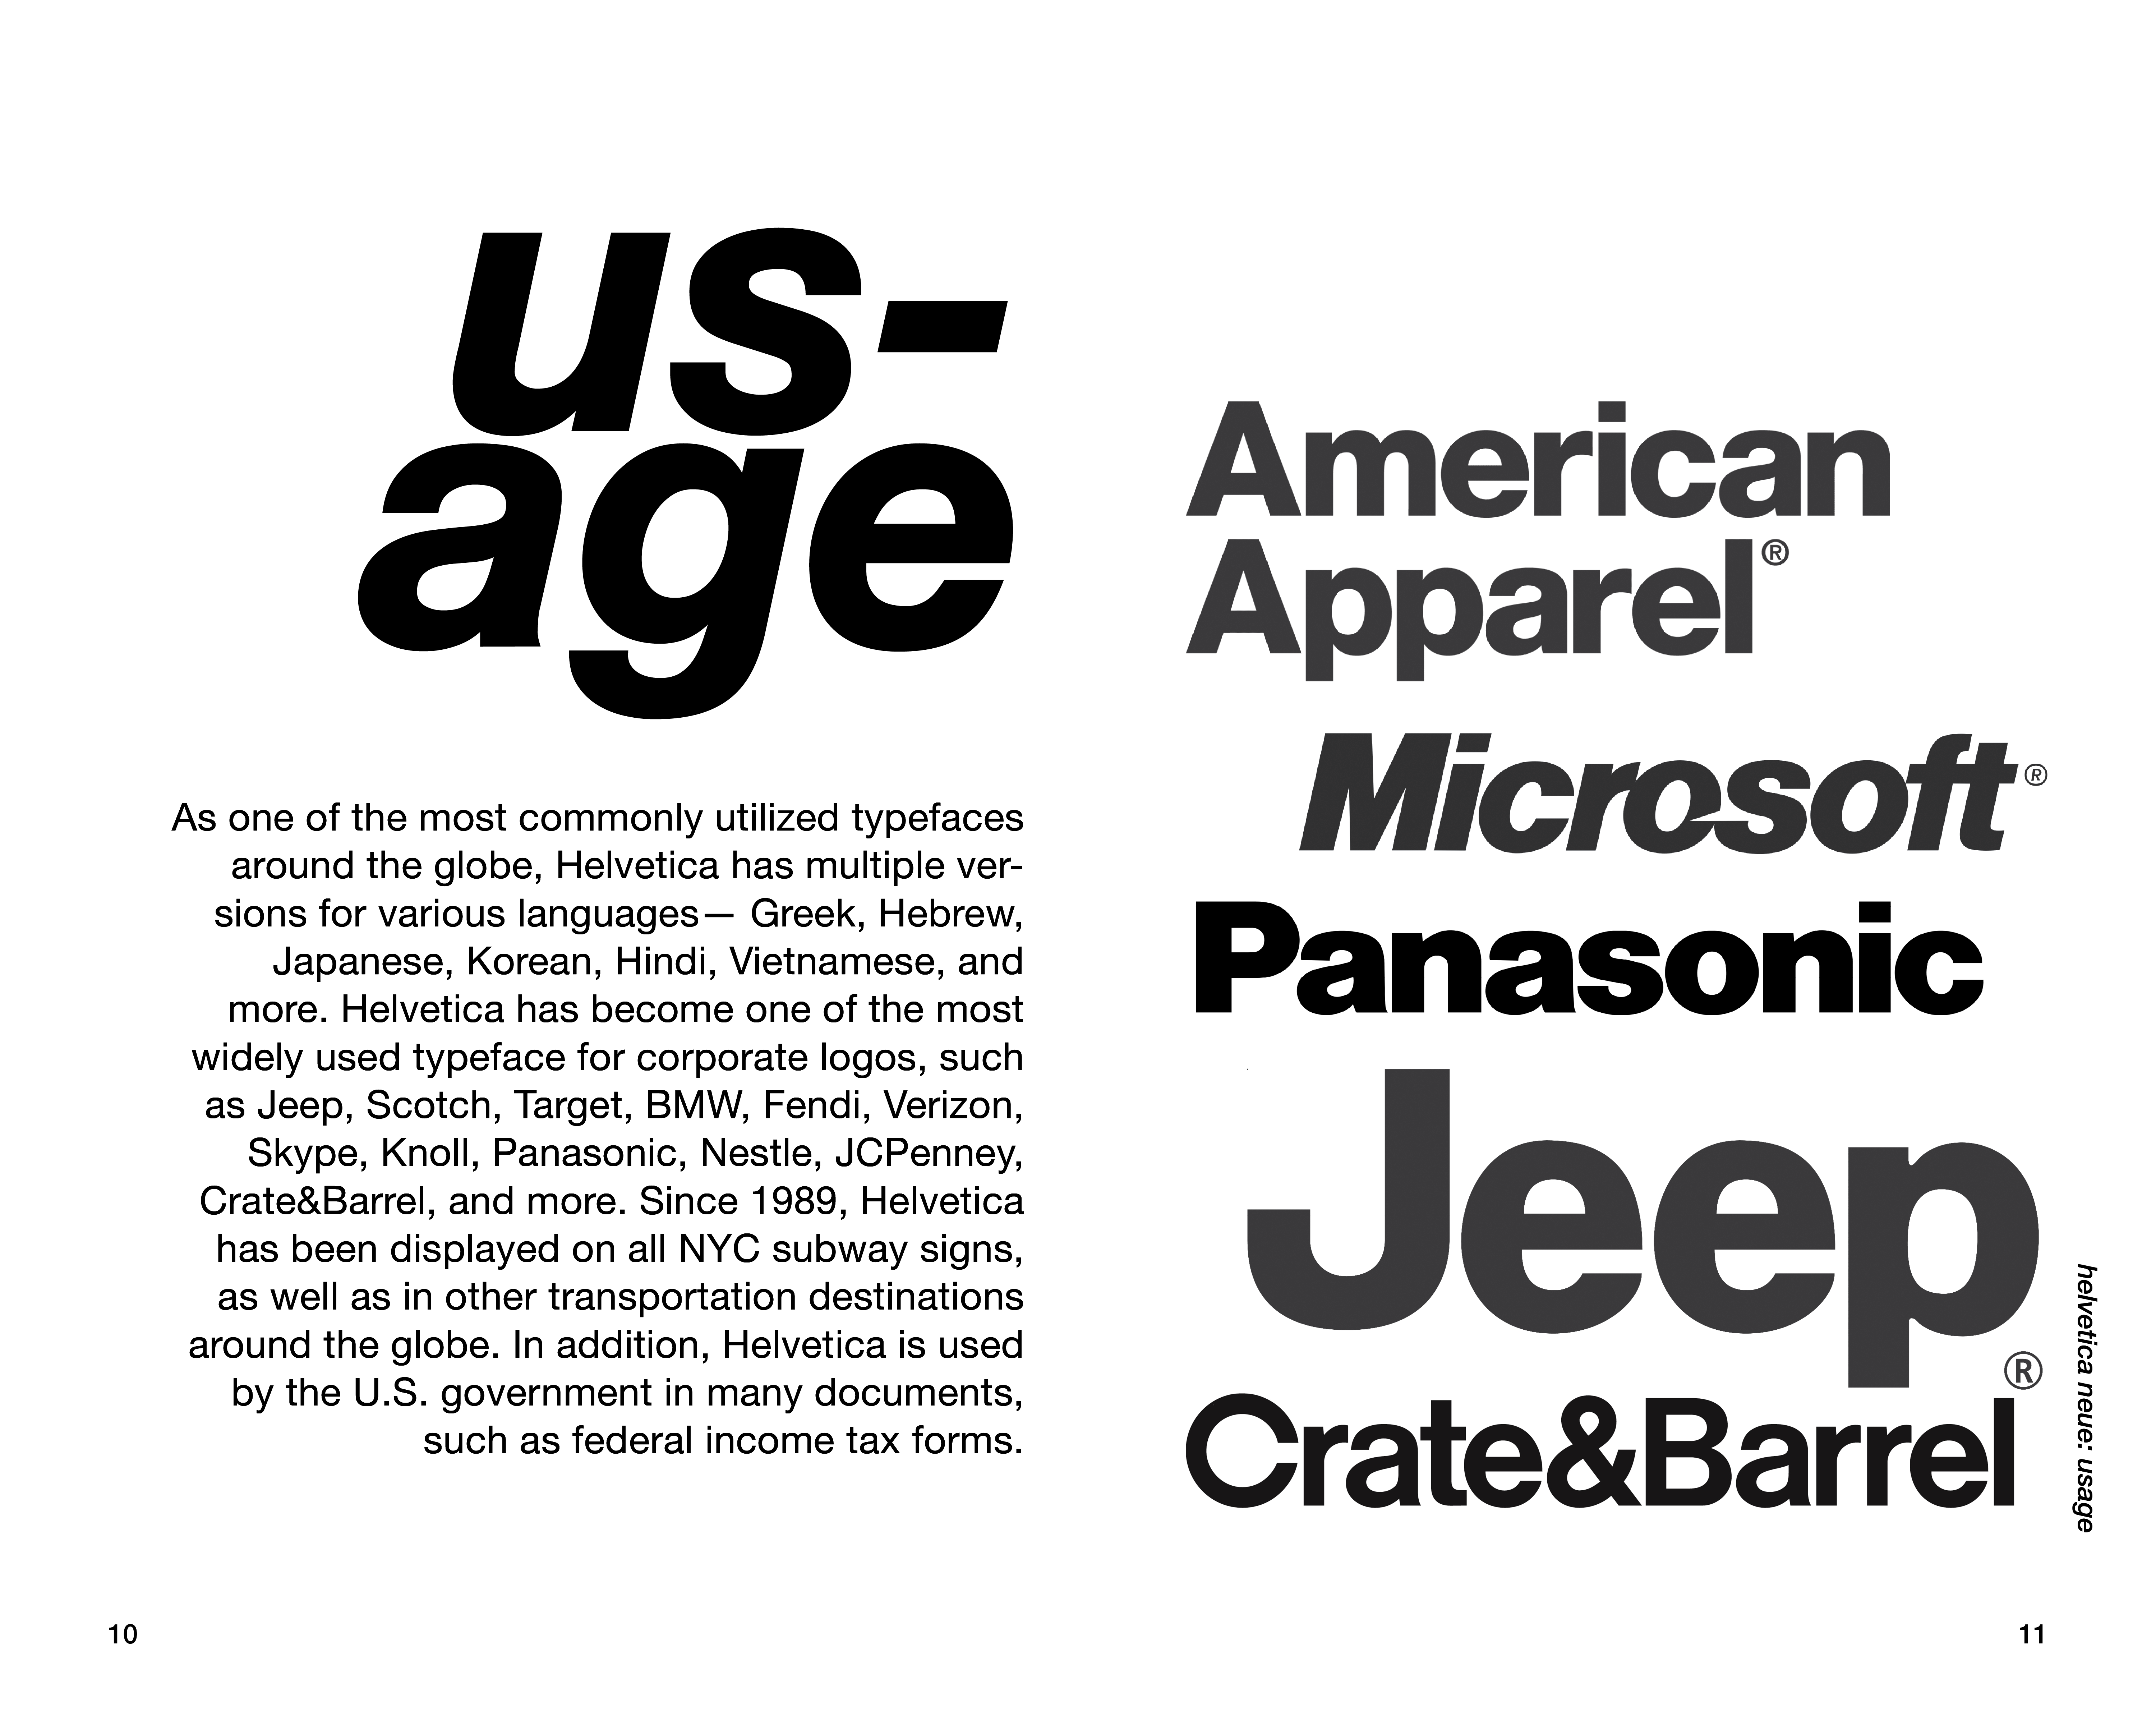 us-
age
As one of the most commonly utilized typefaces
around the globe, Helvetica has multiple ver-
sions for various languages— Greek, Hebrew,
Japanese, Korean, Hindi, Vietnamese, and
more. Helvetica has become one of the most
widely used typeface for corporate logos, such
as Jeep, Scotch, Target, BMW, Fendi, Verizon,
Skype, Knoll, Panasonic, Nestle, JCPenney,
Crate&Barrel, and more. Since 1989, Helvetica
has been displayed on all NYC subway signs,
as well as in other transportation destinations
around the globe. In addition, Helvetica is used
by the U.S. government in many documents,
such as federal income tax forms.
10
American
Apparel®
Microsoft®
Panasonic
Jeep®
Crate&Barrel
helvetica neue: usage
11